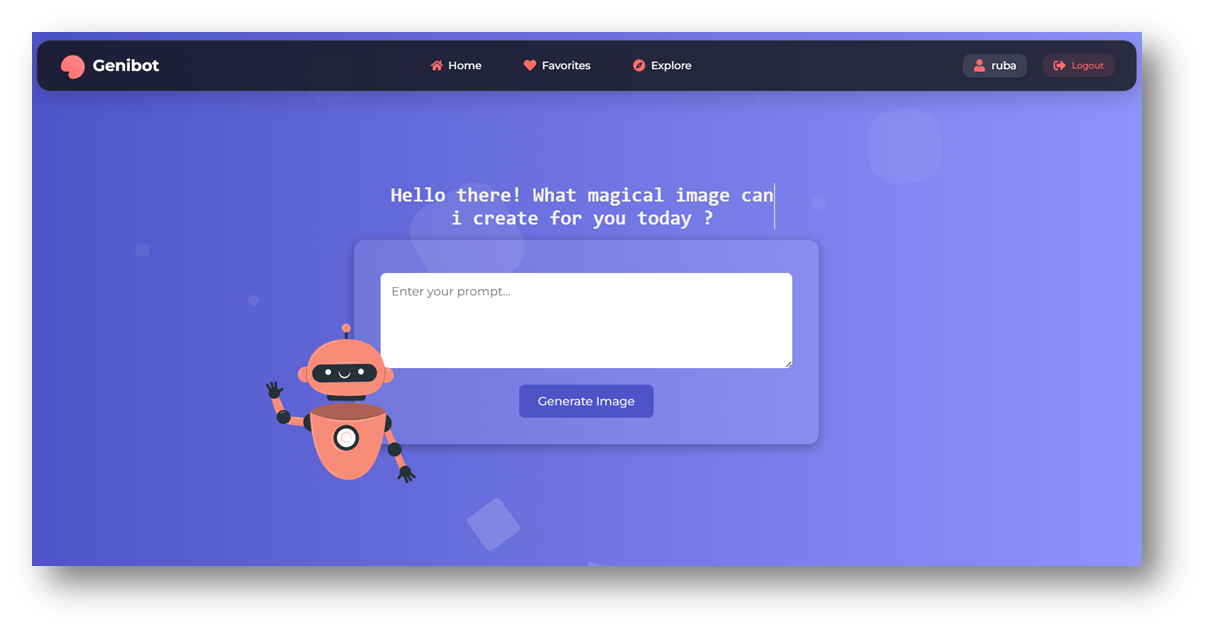 Genibot
Home
Favorites
Explore
ruba
Logout
Hello there! What magical image can
i create for you today ?
Enter your prompt...
Generate Image